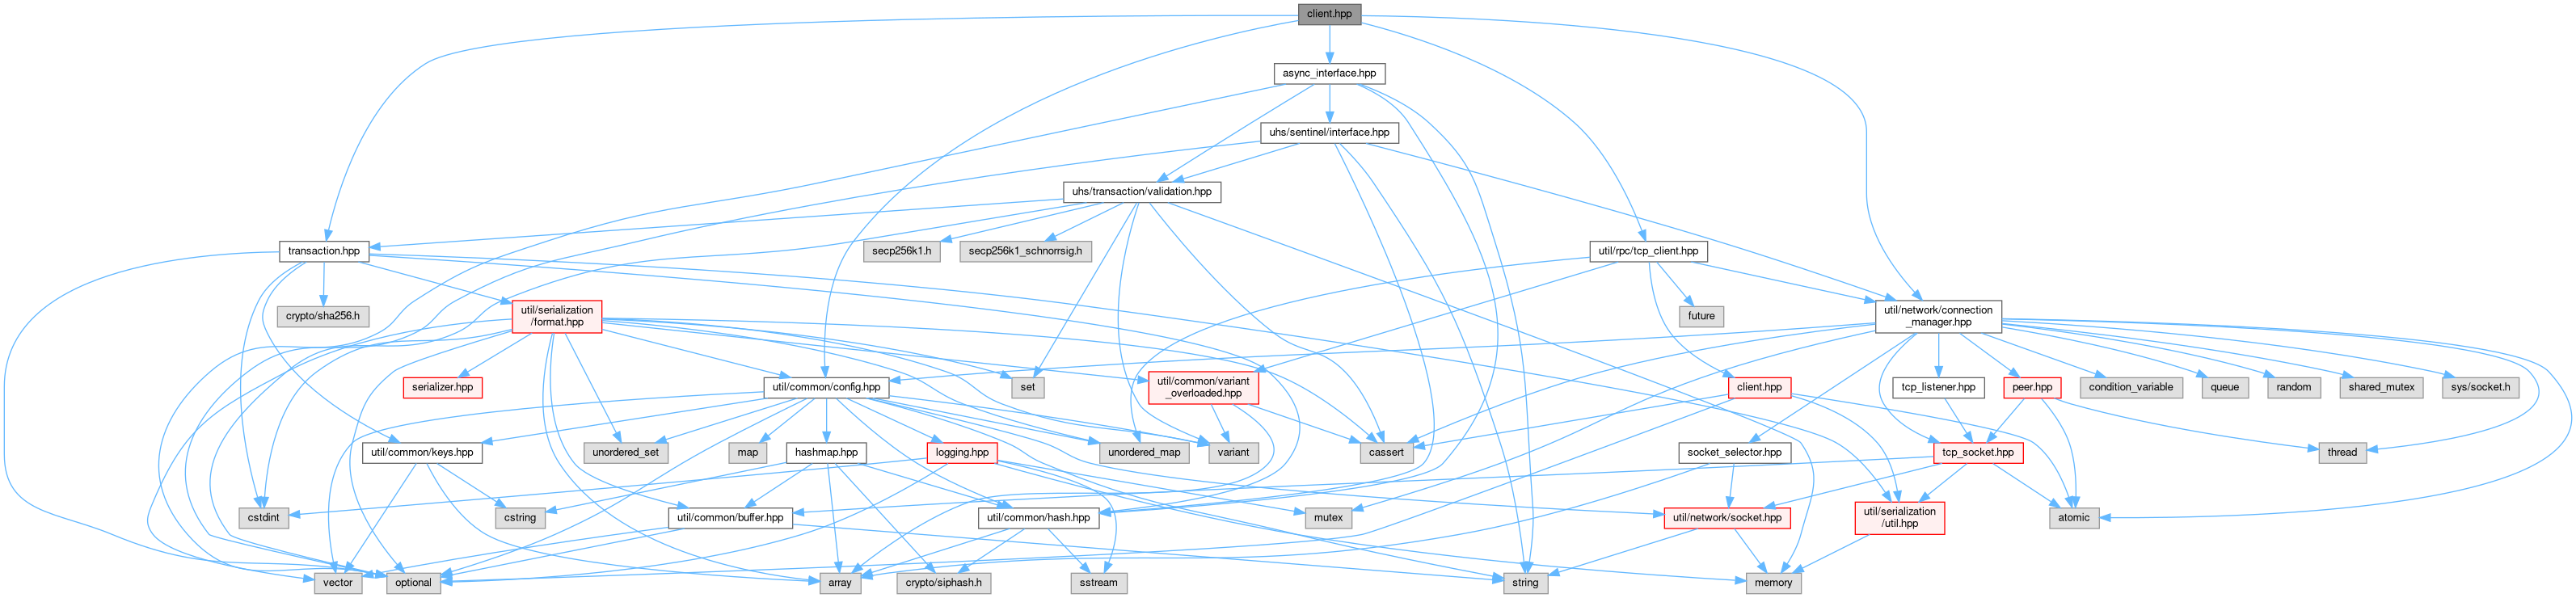 client.hpp
async_interface.hpp
uhs/sentinel/interface.hpp
uhs/transaction/validation.hpp
transaction.hpp
secp256k1.h
secp256k1_schnorrsig.h
util/rpc/tcp_client.hpp
crypto/sha256.h
util/serialization
/format.hpp
future
util/network/connection
_manager.hpp
serializer.hpp
util/common/config.hpp
set
util/common/variant
_overloaded.hpp
client.hpp
tcp_listener.hpp
peer.hpp
condition_variable
queue
random
shared_mutex
sys/socket.h
util/common/keys.hpp
unordered_set
map
hashmap.hpp
logging.hpp
unordered_map
variant
cassert
socket_selector.hpp
tcp_socket.hpp
thread
cstdint
cstring
util/common/buffer.hpp
util/common/hash.hpp
mutex
util/network/socket.hpp
util/serialization
/util.hpp
atomic
vector
optional
array
crypto/siphash.h
sstream
string
memory